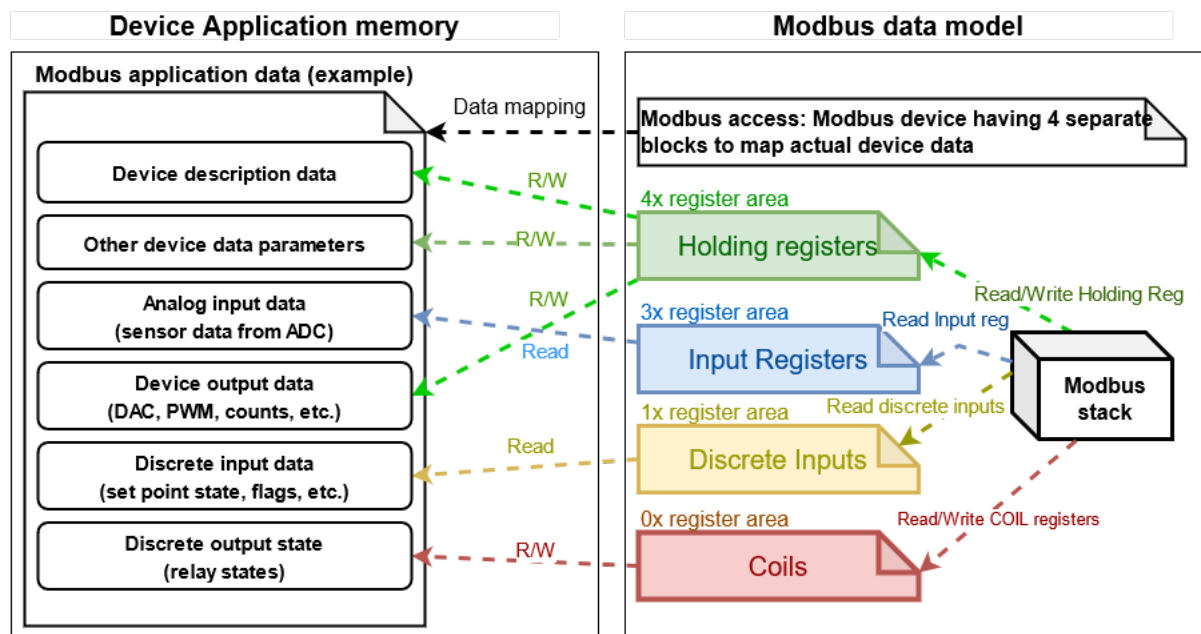 Device Application memory
Modbus data model
Modbus application data (example)
Data mapping
Modbus access: Modbus device having 4 separate
blocks to map actual device data
Device description data
R/W
4x register area
Holding registers
Other device data parameters
R/W
Read/Write Holding Reg
Analog input data
(sensor data from ADC)
R/W
Read
3x register area
Input Registers
Read Input reg
Modbus
stack
Device output data
(DAC, PWM, counts, etc.)
1x register area
Read discrete inputs
Discrete Inputs
Read
Discrete input data
(set point state, flags, etc.)
0x register area
Read/Write COIL registers
Coils
R/W
Discrete output state
(relay states)